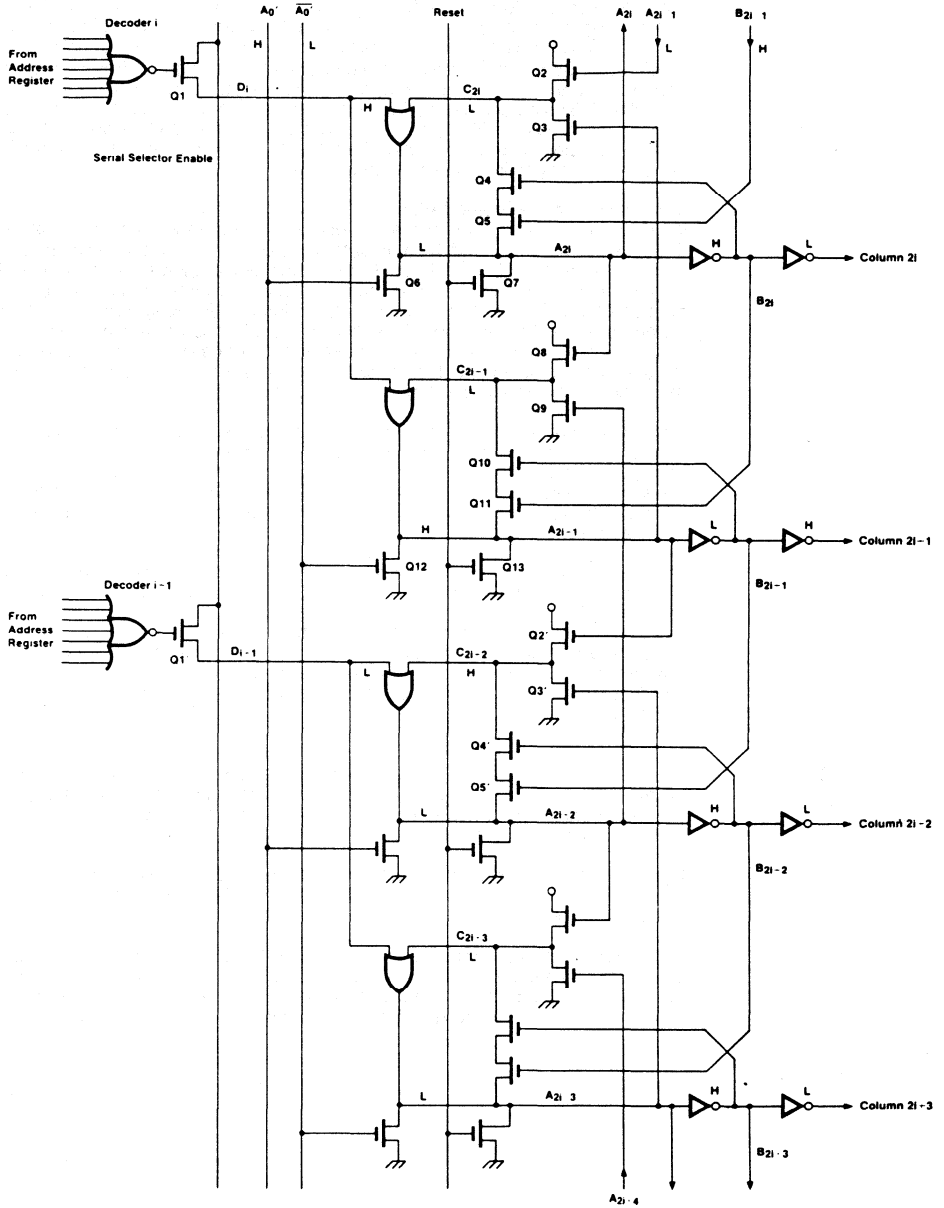 Decoder i
A0'
A0'
Reset
A2i
A2i-1
B2i-1
H
L
L
H
From
Address
Register
Q1
Di
H
C2i
L
Q2
Q3
Serial Selector Enable
Q4
Q5
L
A2i
H
L
Column 2i
Q6
Q7
B2i
Q8
C2i-1
L
Q9
Q10
Q11
H
A2i-1
L
H
Column 2i-1
Q12
Q13
Decoder i-1
B2i-1
From
Address
Register
Q1'
Di-1
L
C2i-2
H
Q2'
Q3'
Q4'
Q5'
L
A2i-2
H
L
Column 2i-2
B2i-2
C2i-3
L
L
A2i-3
H
L
Column 2i-3
B2i-3
A2i-4